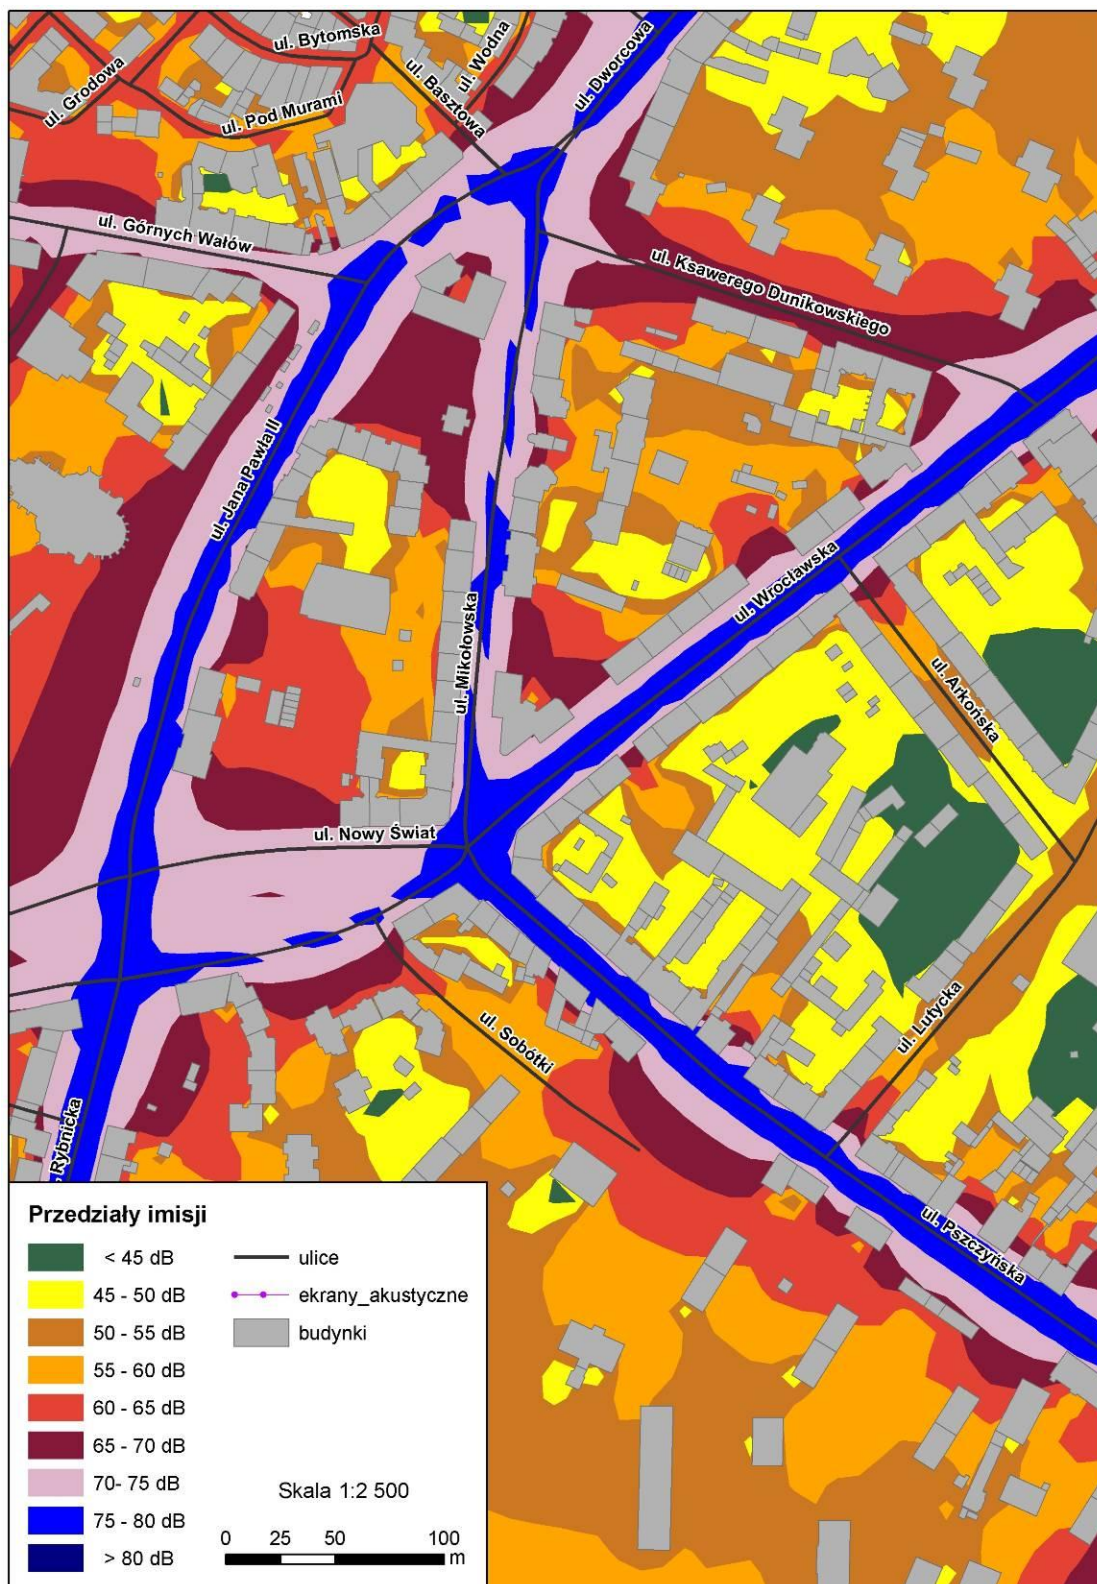 ul. Bytomska
ul. Wodna
ul. Dworcowa
ul. Grodowa
ul. Basztowa
ul. Pod Murami
ul. Górnych Wałów
ul. Ksawerego Dunikowskiego
ul. Jana Pawła II
ul. Wrocławska
ul. Mikołowska
ul. Arkońska
ul. Nowy Świat
ul. Lutycka
ul. Sobótki
. Rybnicka
ul. Pszczyńska
Przedziały imisji
< 45 dB
45 - 50 dB
50 - 55 dB
55 - 60 dB
60 - 65 dB
65 - 70 dB
70- 75 dB
75 - 80 dB
> 80 dB
ulice
ekrany_akustyczne
budynki
Skala 1:2 500
0 25 50 100
m